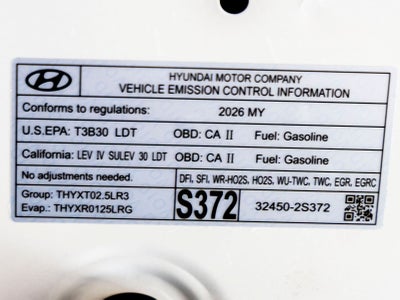 HYUNDAI MOTOR COMPANY
VEHICLE EMISSION CONTROL INFORMATION
Conforms to regulations: 2026 MY
U.S.EPA: T3B30 LDT OBD: CA II Fuel: Gasoline
California: LEV IV SULEV 30 LDT OBD: CA II Fuel: Gasoline
No adjustments needed. DFI, SFI, WR-HO2S, HO2S, WU-TWC, TWC, EGR, EGRC
Group: THYXT02.5LR3
Evap.: THYXR0125LRG
S372 32450-2S372